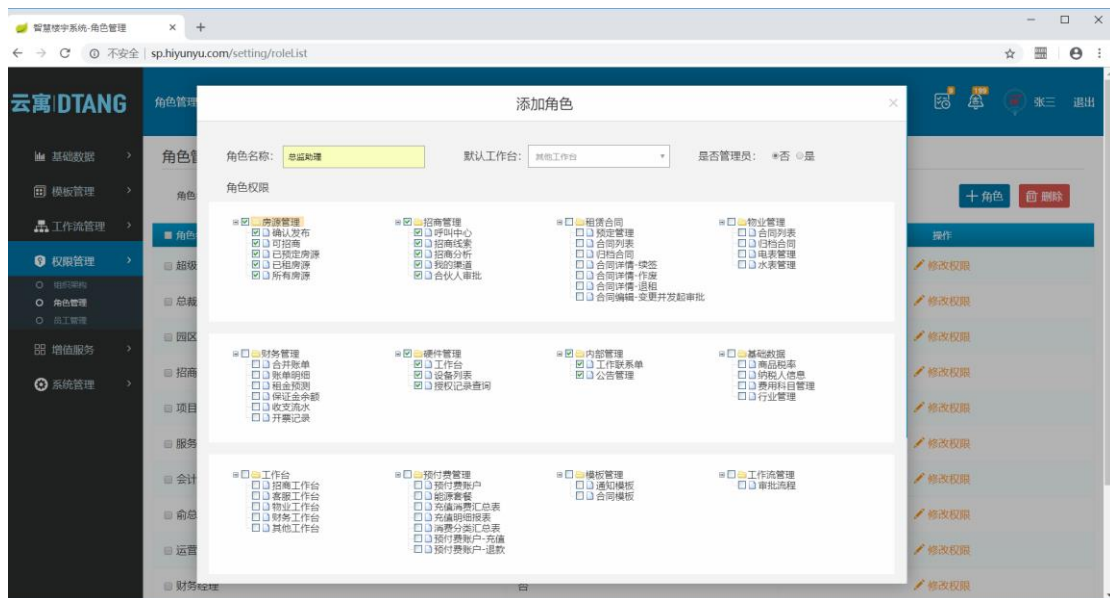 智慧楼宇系统-角色管理
不安全 | sp.hiyunyu.com/setting/roleList
云寓 DTANG
角色管理
199
张三 退出
添加角色
基础数据
模板管理
工作流管理
权限管理
组织架构
角色管理
员工管理
增值服务
系统管理
角色
角色
+角色 删除
角色 操作
超级 修改权限
总裁 修改权限
园区 修改权限
招商 修改权限
项目 修改权限
服务 修改权限
会计 修改权限
俞总 修改权限
运营 修改权限
财务经理 否 修改权限
角色名称: 总监助理 默认工作台: 其他工作台 是否管理员: 否 是
角色权限
房源管理
确认发布
可招商
已预定房源
已租房源
所有房源
招商管理
呼叫中心
招商线索
招商分析
我的渠道
合伙人审批
租赁合同
预定管理
合同列表
归档合同
合同详情-续签
合同详情-作废
合同详情-退租
合同编辑-变更并发起审批
物业管理
合同列表
归档合同
电表管理
水表管理
财务管理
合并账单
账单明细
租金预测
保证金余额
收支流水
开票记录
硬件管理
工作台
设备列表
授权记录查询
内部管理
工作联系单
公告管理
基础数据
商品税率
纳税人信息
费用科目管理
行业管理
工作台
招商工作台
客服工作台
物业工作台
财务工作台
其他工作台
预付费管理
预付费账户
能源套餐
充值消费汇总表
充值明细报表
消费分类汇总表
预付费账户-充值
预付费账户-退款
模板管理
通知模板
合同模板
工作流管理
审批流程